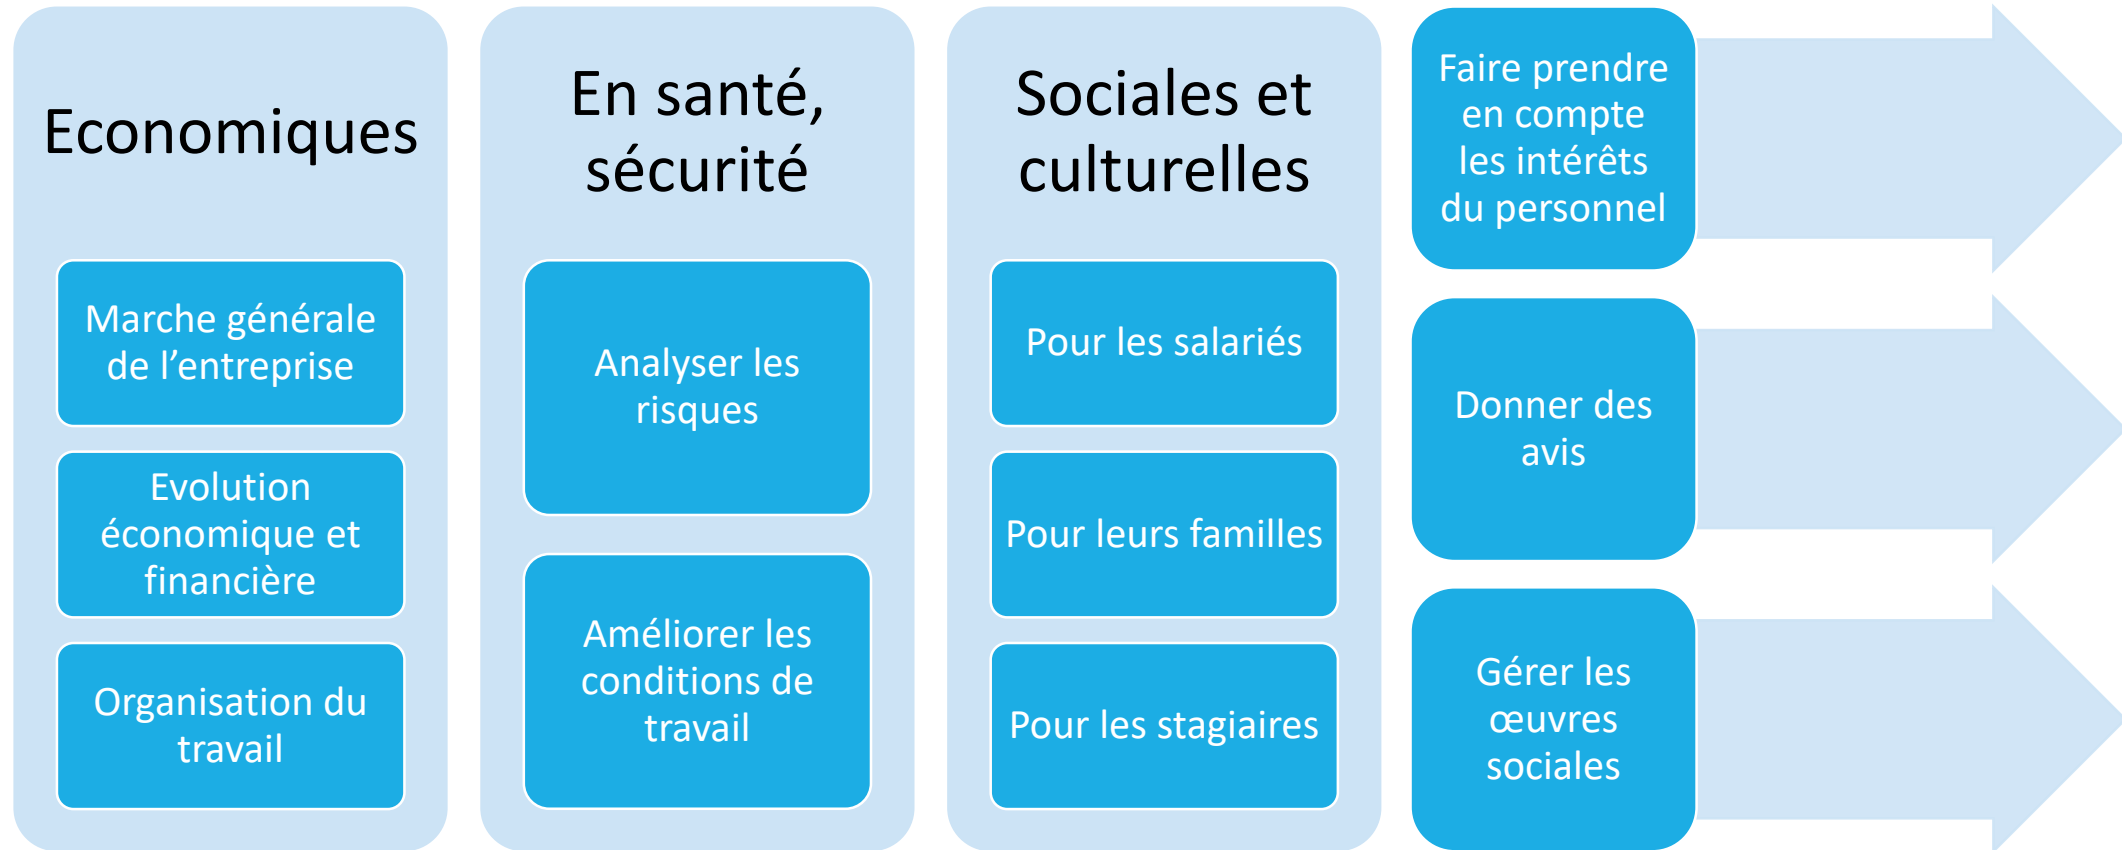 Economiques
Marche générale
de l’entreprise
Evolution
économique et
financière
Organisation du
travail
En santé,
sécurité
Analyser les
risques
Améliorer les
conditions de
travail
Sociales et
culturelles
Pour les salariés
Pour leurs familles
Pour les stagiaires
Faire prendre
en compte
les intérêts
du personnel
Donner des
avis
Gérer les
œuvres
sociales